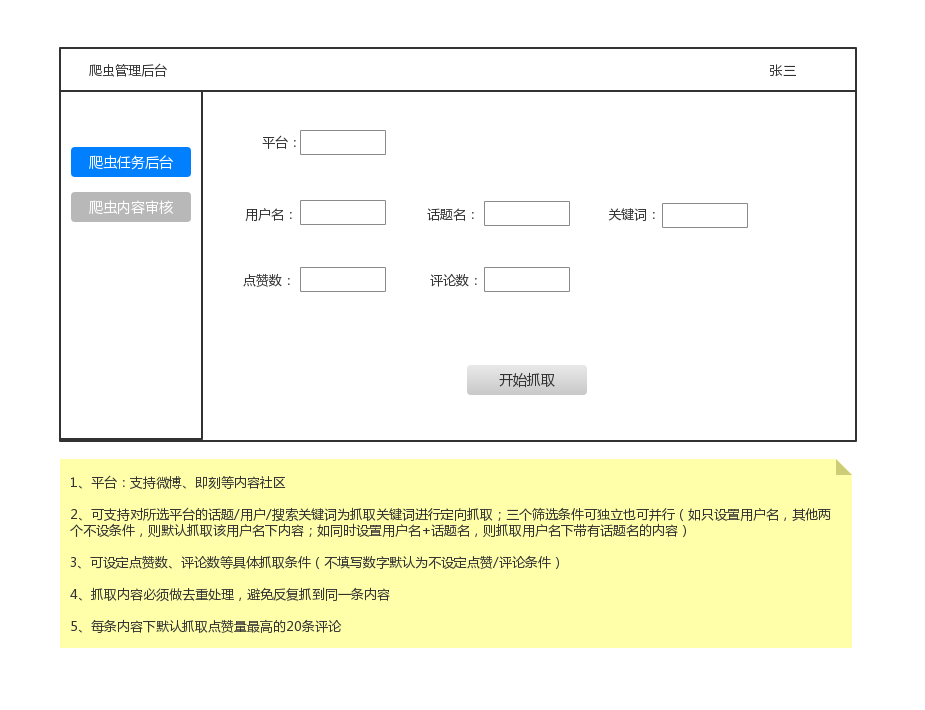 爬虫管理后台
张三
爬虫任务后台
爬虫内容审核
平台：
用户名：
话题名：
关键词：
点赞数：
评论数：
开始抓取
1、平台：支持微博、即刻等内容社区
2、可支持对所选平台的话题/用户/搜索关键词为抓取关键词进行定向抓取；三个筛选条件可独立也可并行（如只设置用户名，其他两
个不设条件，则默认抓取该用户名下内容；如同时设置用户名+话题名，则抓取用户名下带有话题名的内容）
3、可设定点赞数、评论数等具体抓取条件（不填写数字默认为不设定点赞/评论条件）
4、抓取内容必须做去重处理，避免反复抓到同一条内容
5、每条内容下默认抓取点赞量最高的20条评论